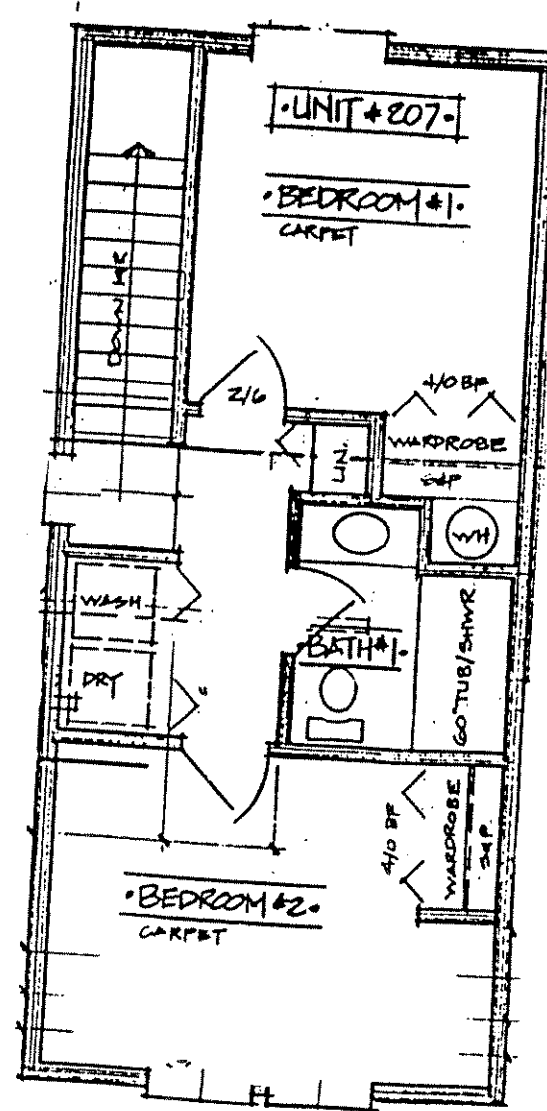 •UNIT #207•
•BEDROOM #1•
CARPET
DOWN
2/6
4/0 BF
WARDROBE
S&P
LIN.
WH
WASH
DRY
BATH #1•
60" TUB/SHWR
4/0 BF
WARDROBE
S&P
•BEDROOM #2•
CARPET